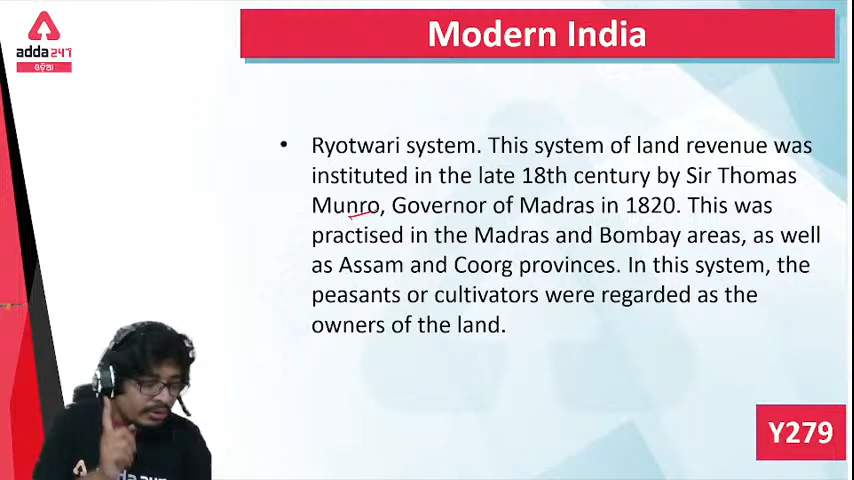 adda247
ଓଡ଼ିଆ
Modern India
• Ryotwari system. This system of land revenue was
instituted in the late 18th century by Sir Thomas
Munro, Governor of Madras in 1820. This was
practised in the Madras and Bombay areas, as well
as Assam and Coorg provinces. In this system, the
peasants or cultivators were regarded as the
owners of the land.
Y279